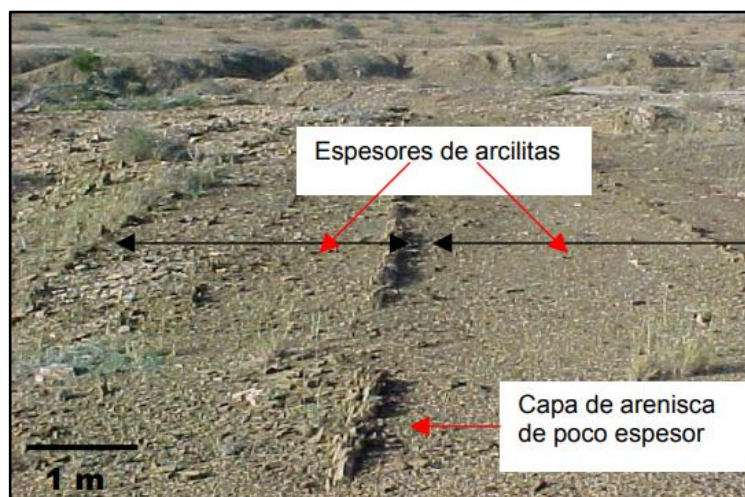 Espesores de arcilitas
Capa de arenisca
de poco espesor
1 m